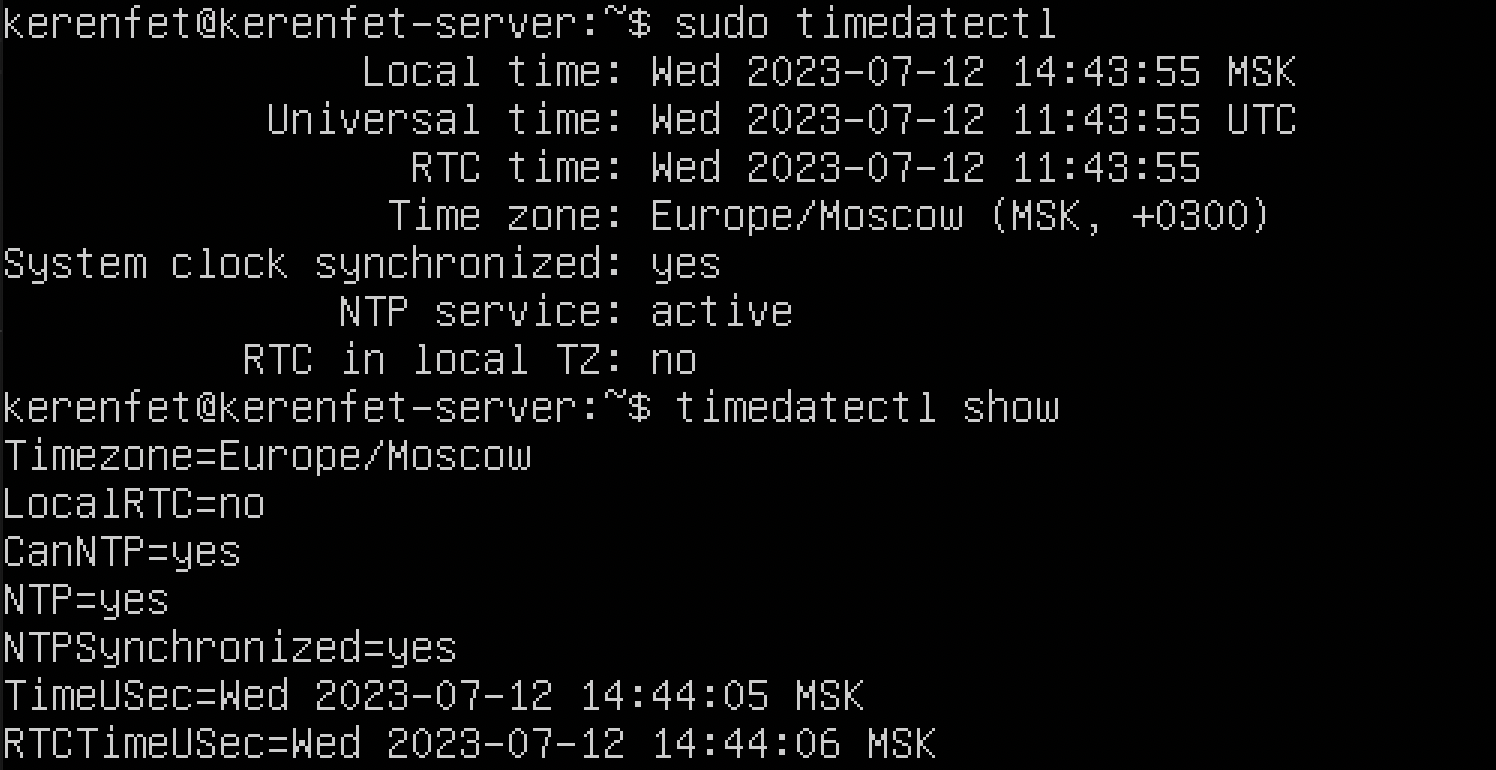 kerenfet@kerenfet-server:~$ sudo timedatectl
Local time: Wed 2023-07-12 14:43:55 MSK
Universal time: Wed 2023-07-12 11:43:55 UTC
RTC time: Wed 2023-07-12 11:43:55
Time zone: Europe/Moscow (MSK, +0300)
System clock synchronized: yes
NTP service: active
RTC in local TZ: no
kerenfet@kerenfet-server:~$ timedatectl show
Timezone=Europe/Moscow
LocalRTC=no
CanNTP=yes
NTP=yes
NTPSynchronized=yes
TimeUSec=Wed 2023-07-12 14:44:05 MSK
RTCTimeUSec=Wed 2023-07-12 14:44:06 MSK